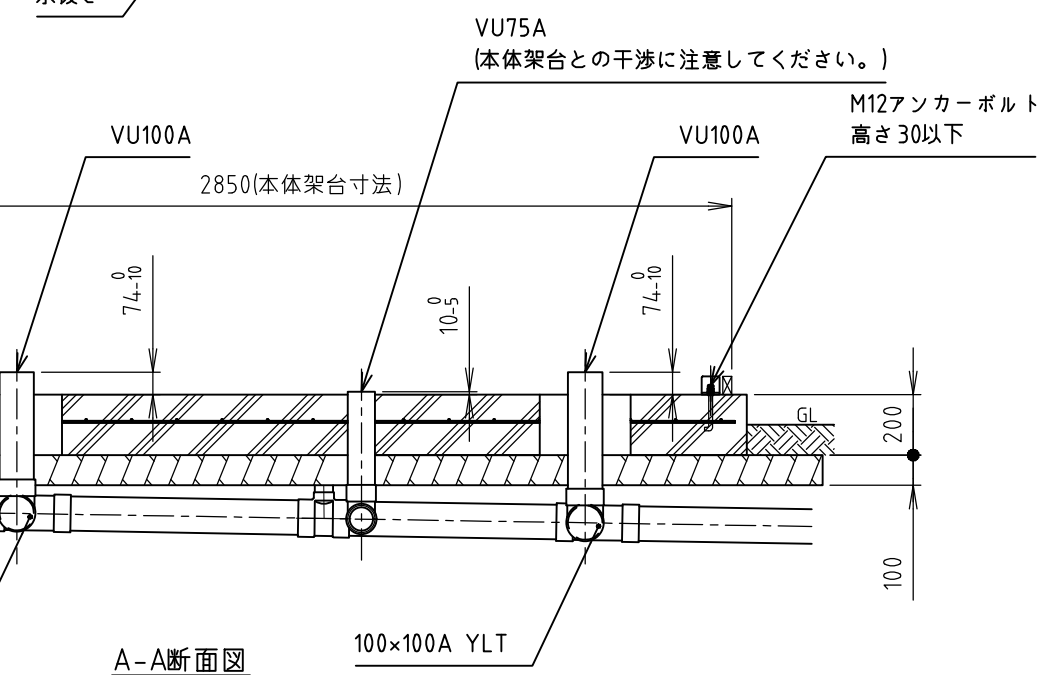 VU75A
(本体架台との干渉に注意してください。)
M12アンカーボルト
高さ30以下
VU100A
VU100A
2850(本体架台寸法)
74 0 -10
10 0 -5
74 0 -10
GL
200
100
100×100A YLT
A-A断面図